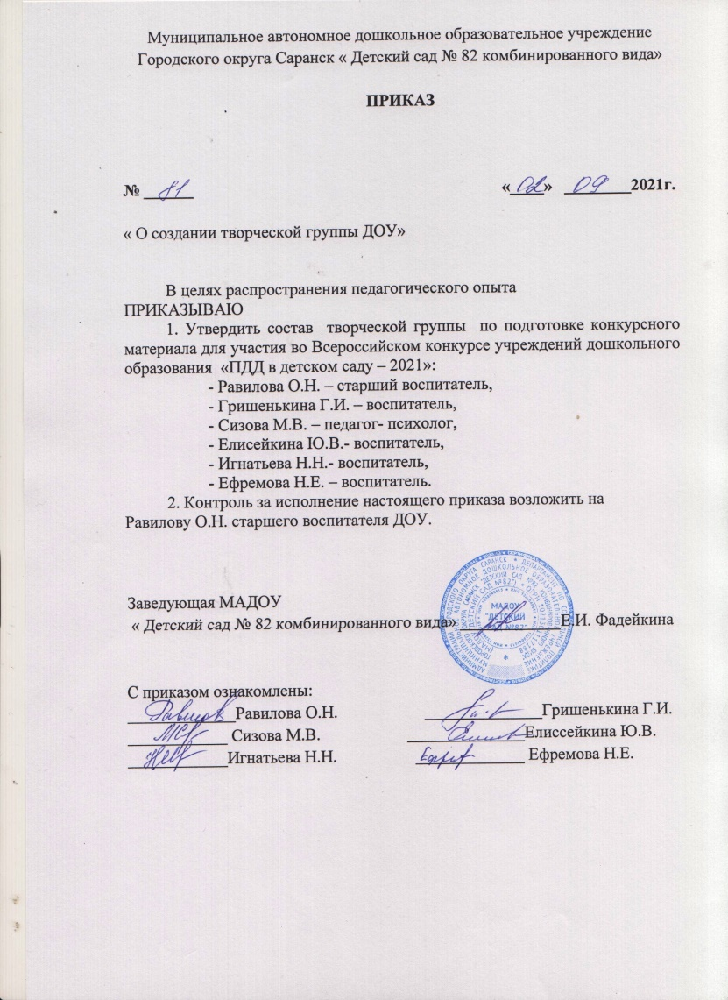 Муниципальное автономное дошкольное образовательное учреждение
Городского округа Саранск « Детский сад № 82 комбинированного вида»
ПРИКАЗ
№ 81 «02» 09 2021г.
« О создании творческой группы ДОУ»
В целях распространения педагогического опыта
ПРИКАЗЫВАЮ
1. Утвердить состав творческой группы по подготовке конкурсного
материала для участия во Всероссийском конкурсе учреждений дошкольного
образования «ПДД в детском саду – 2021»:
- Равилова О.Н. – старший воспитатель,
- Гришенькина Г.И. – воспитатель,
- Сизова М.В. – педагог- психолог,
- Елисейкина Ю.В.- воспитатель,
- Игнатьева Н.Н.- воспитатель,
- Ефремова Н.Е. – воспитатель.
2. Контроль за исполнение настоящего приказа возложить на
Равилову О.Н. старшего воспитателя ДОУ.
Заведующая МАДОУ
« Детский сад № 82 комбинированного вида» Е.И. Фадейкина
МАДОУ
"ДЕТСКИЙ
САД №82"
С приказом ознакомлены:
Равилова О.Н. Гришенькина Г.И.
Сизова М.В. Елиссейкина Ю.В.
Игнатьева Н.Н. Ефремова Н.Е.